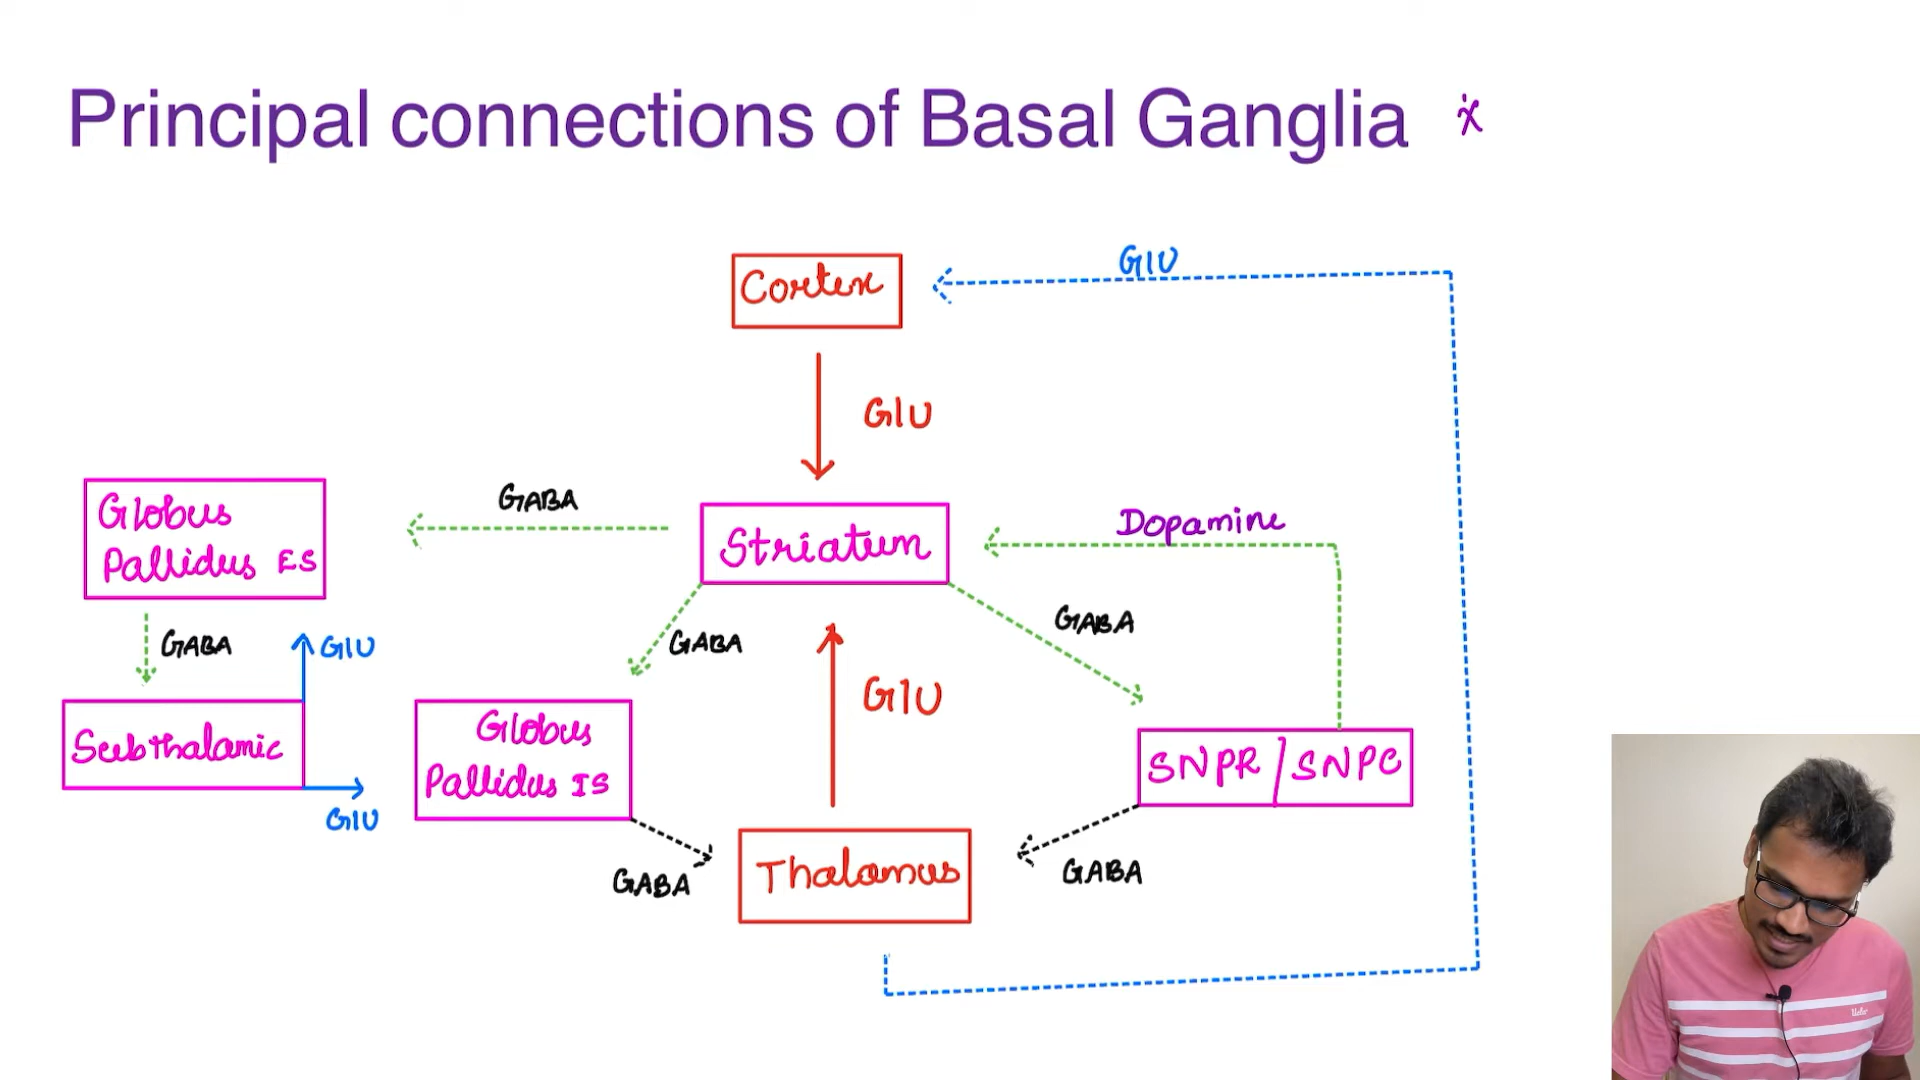 Principal connections of Basal Ganglia
GlU
Cortex
GlU
GABA
Dopamine
Globus
Pallidus ES
Striatum
GABA
GABA
GABA
GlU
GlU
Subthalamic
Globus
Pallidus IS
SNPR / SNPC
GlU
Thalamus
GABA
GABA